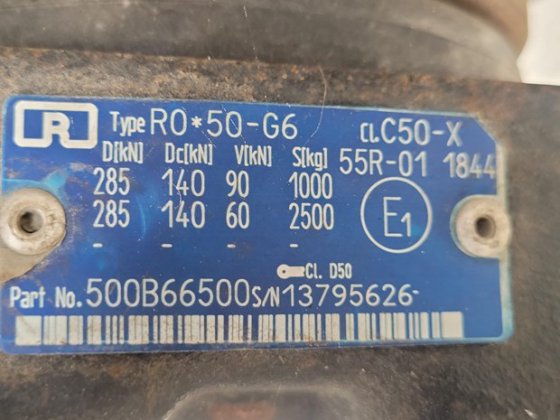 R Type RO*50-G6 Cl.C50-X
D[kN] Dc[kN] V[kN] S[kg] 55R-01 1844
285 140 90 1000
285 140 60 2500 E1
- - - -
Cl. D50
Part No. 500B66500 S/N 13795626-